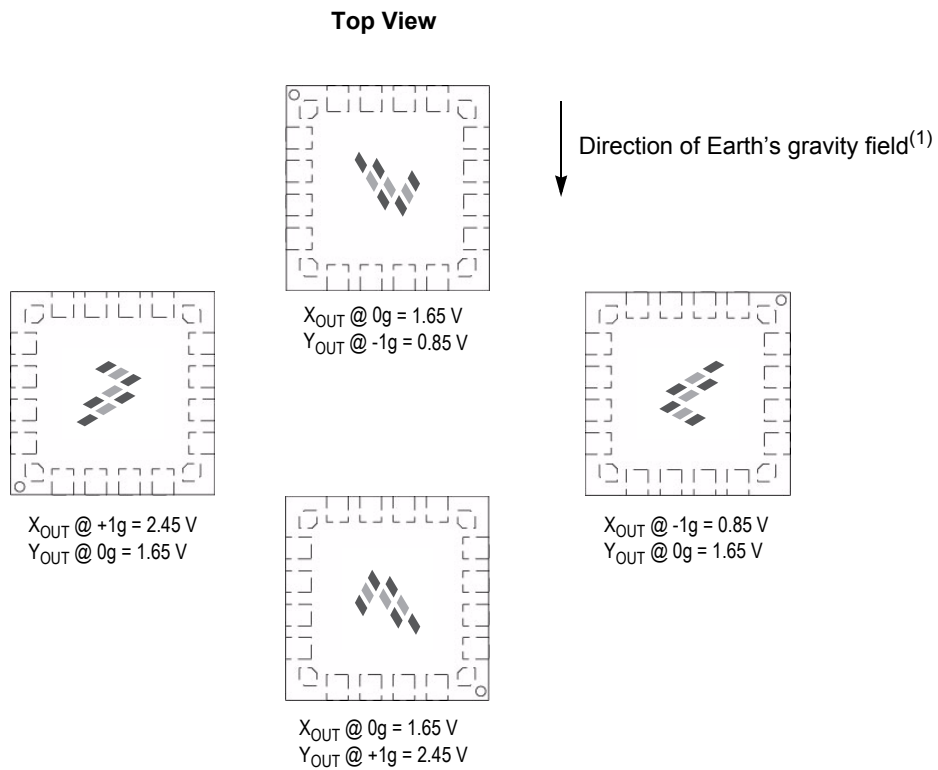 Top View
Direction of Earth's gravity field(1)
XOUT @ 0g = 1.65 V
YOUT @ -1g = 0.85 V
XOUT @ +1g = 2.45 V
YOUT @ 0g = 1.65 V
XOUT @ -1g = 0.85 V
YOUT @ 0g = 1.65 V
XOUT @ 0g = 1.65 V
YOUT @ +1g = 2.45 V